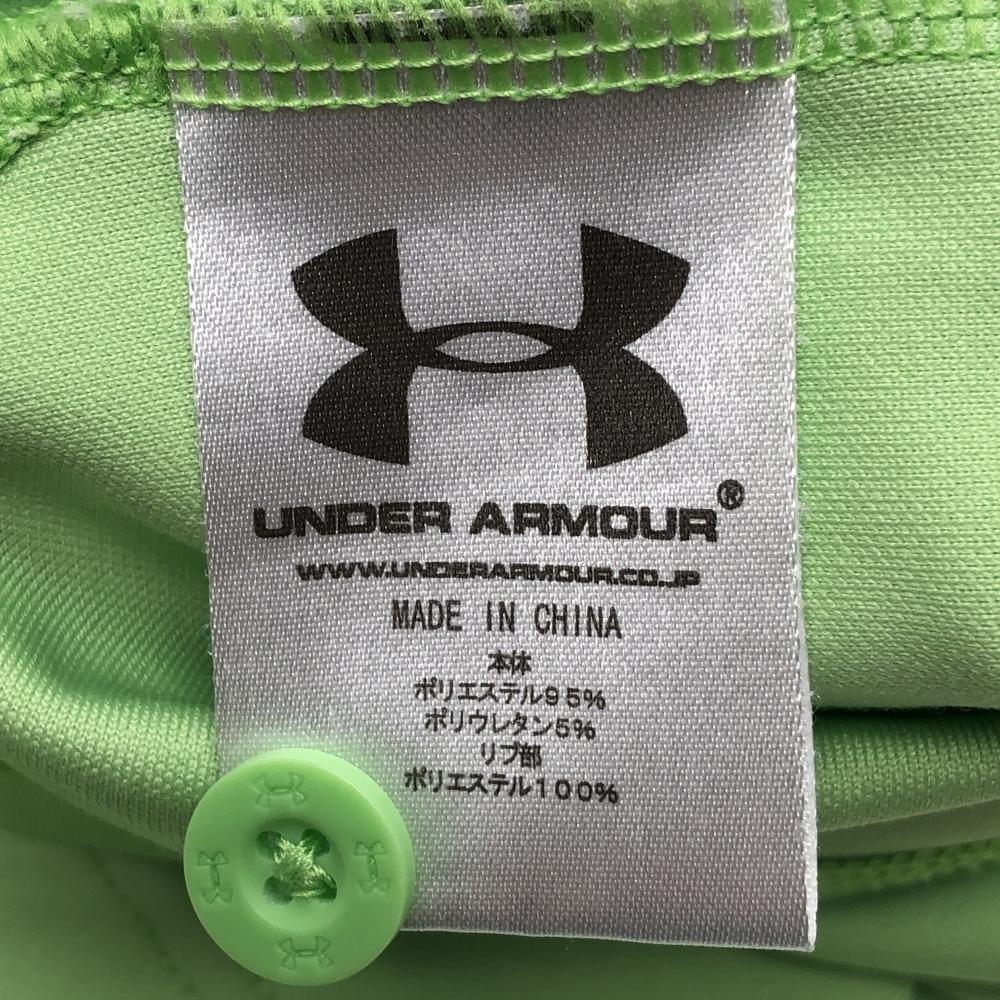 UNDER ARMOUR®
WWW.UNDERARMOUR.CO.JP
MADE IN CHINA
本体
ポリエステル95%
ポリウレタン5%
リブ部
ポリエステル100%